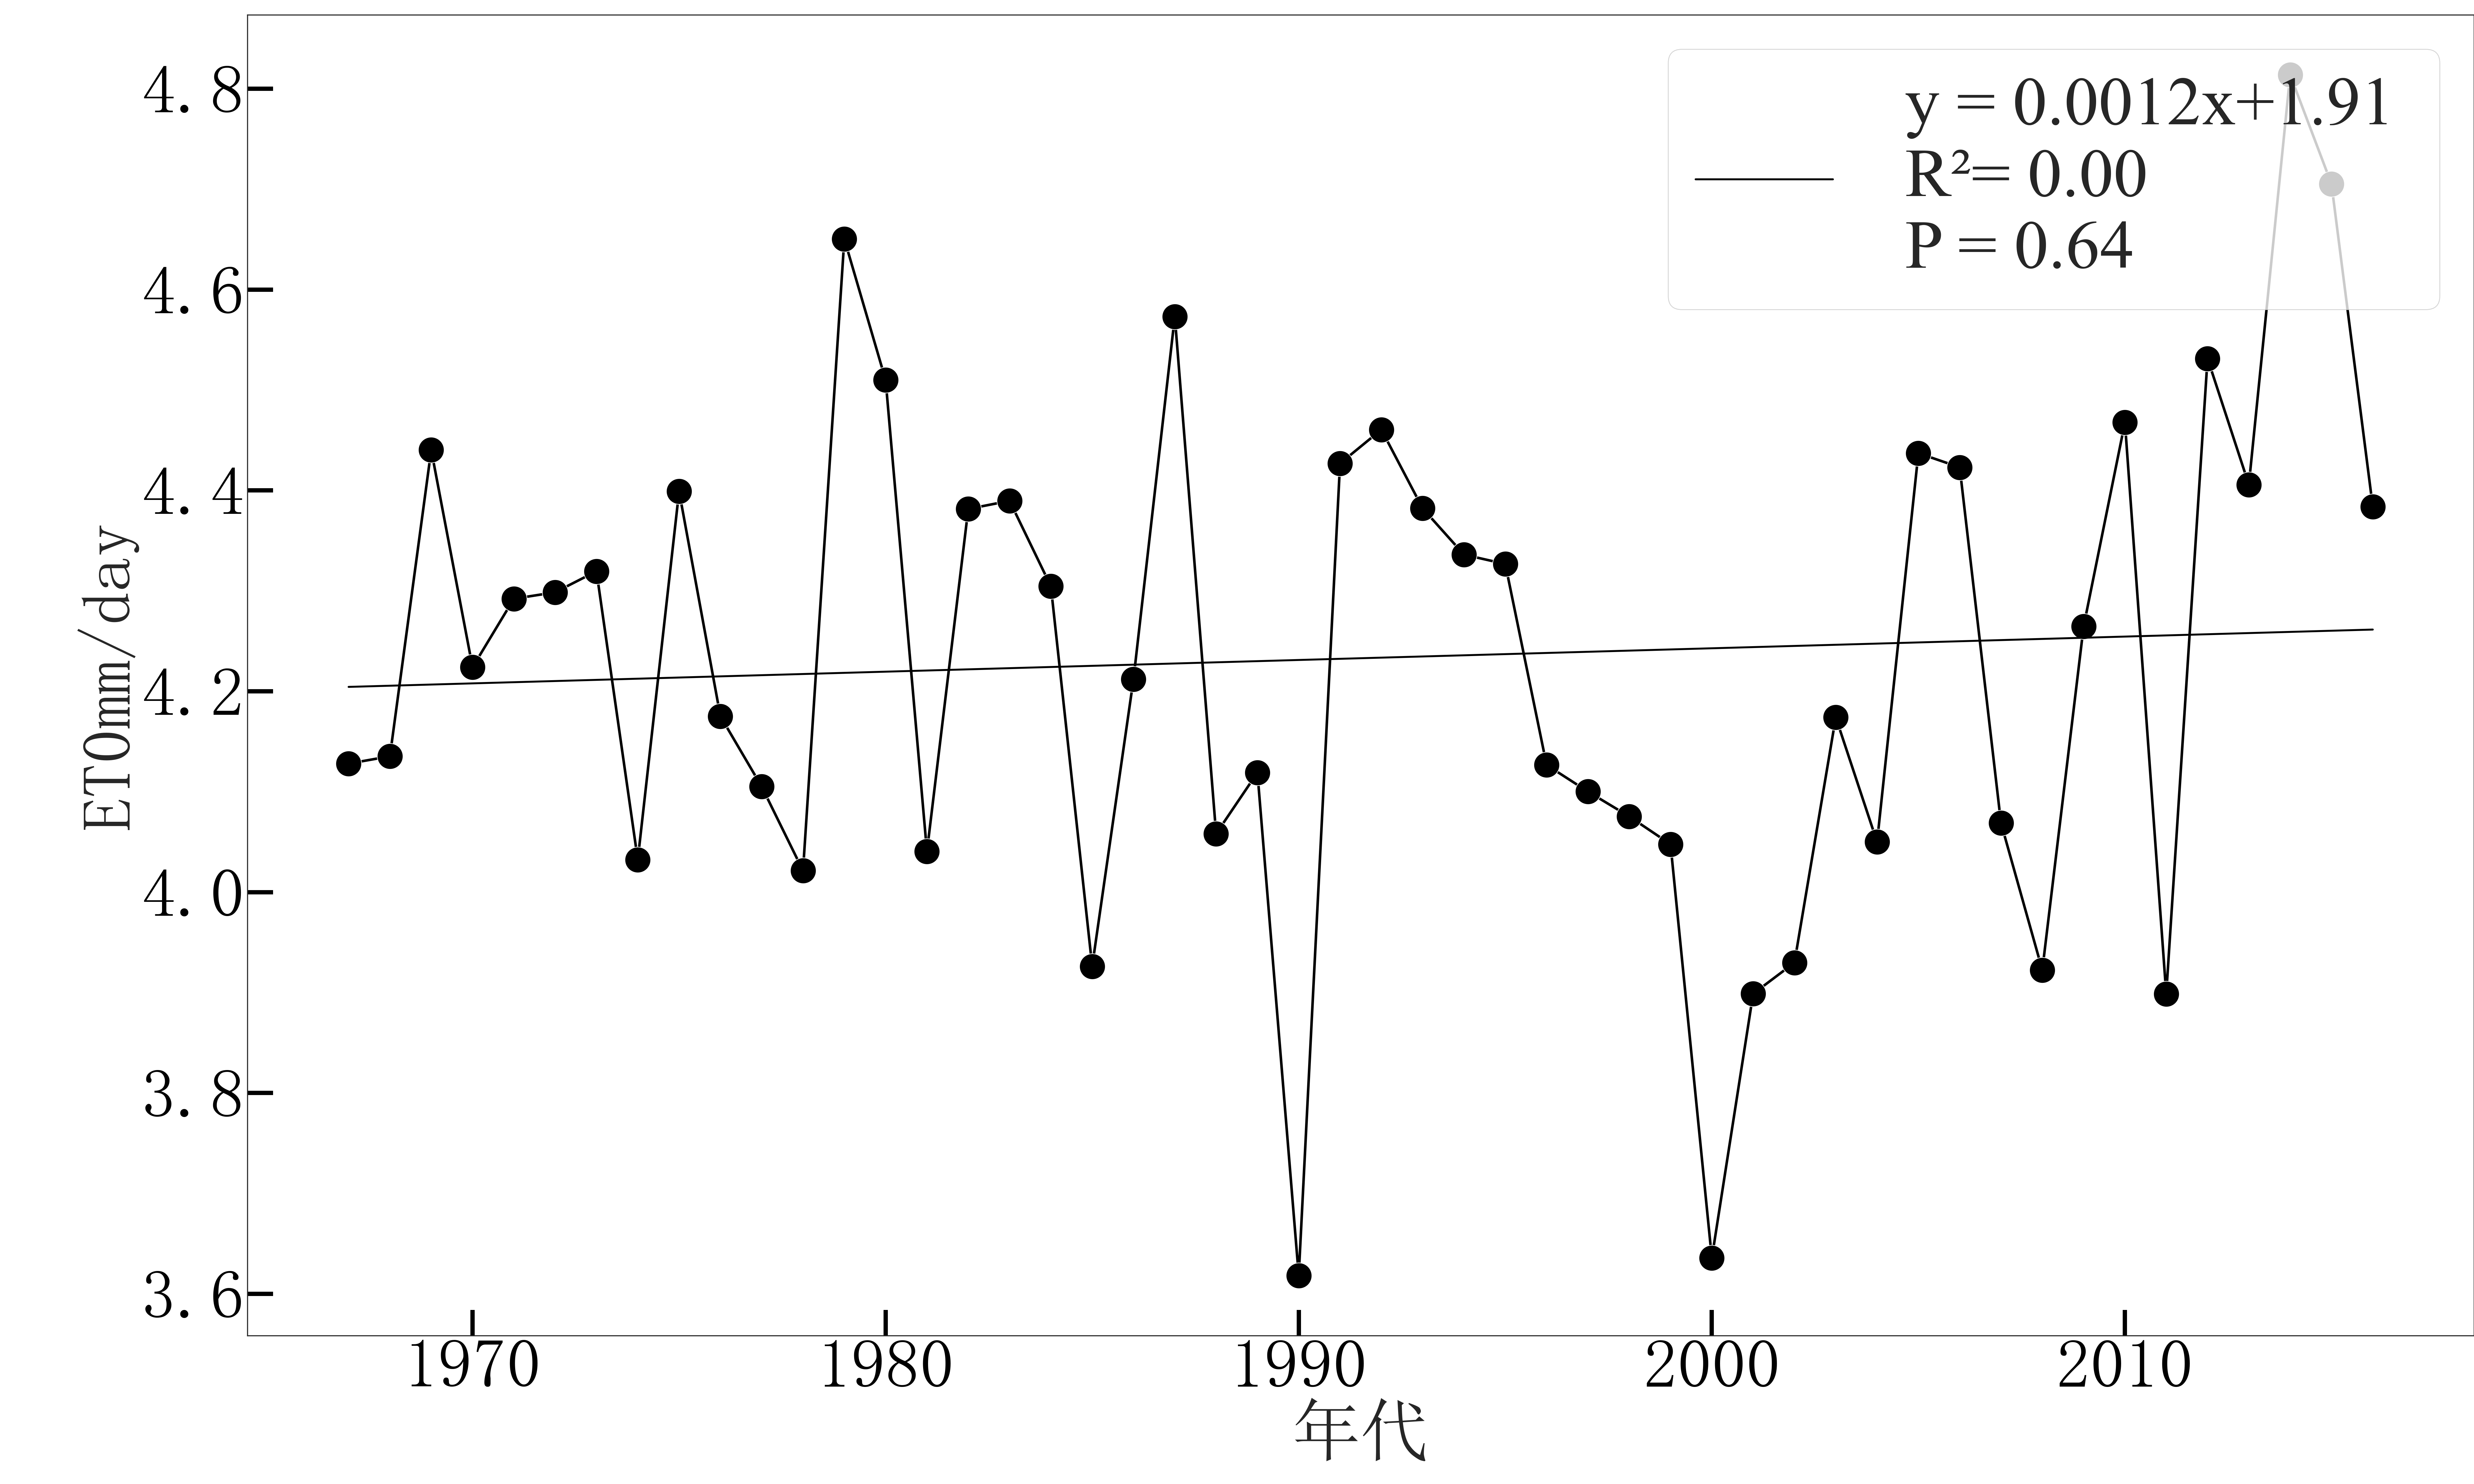 y = 0.0012x+1.91
R²= 0.00
P = 0.64
4.8
4.6
4.4
4.2
4.0
3.8
3.6
ET0mm/day
1970 1980 1990 2000 2010
年代